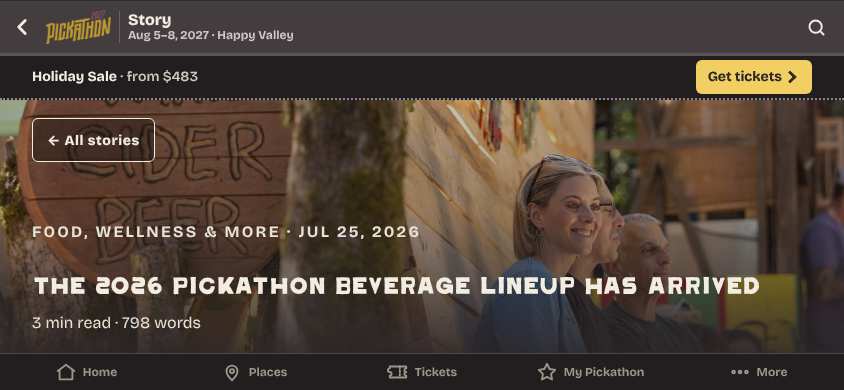 PICKATHON
Story
Aug 5–8, 2027 · Happy Valley
Holiday Sale · from $483
Get tickets
CIDER
BEER
← All stories
FOOD, WELLNESS & MORE · JUL 25, 2026
THE 2026 PICKATHON BEVERAGE LINEUP HAS ARRIVED
3 min read · 798 words
Home
Places
Tickets
My Pickathon
More